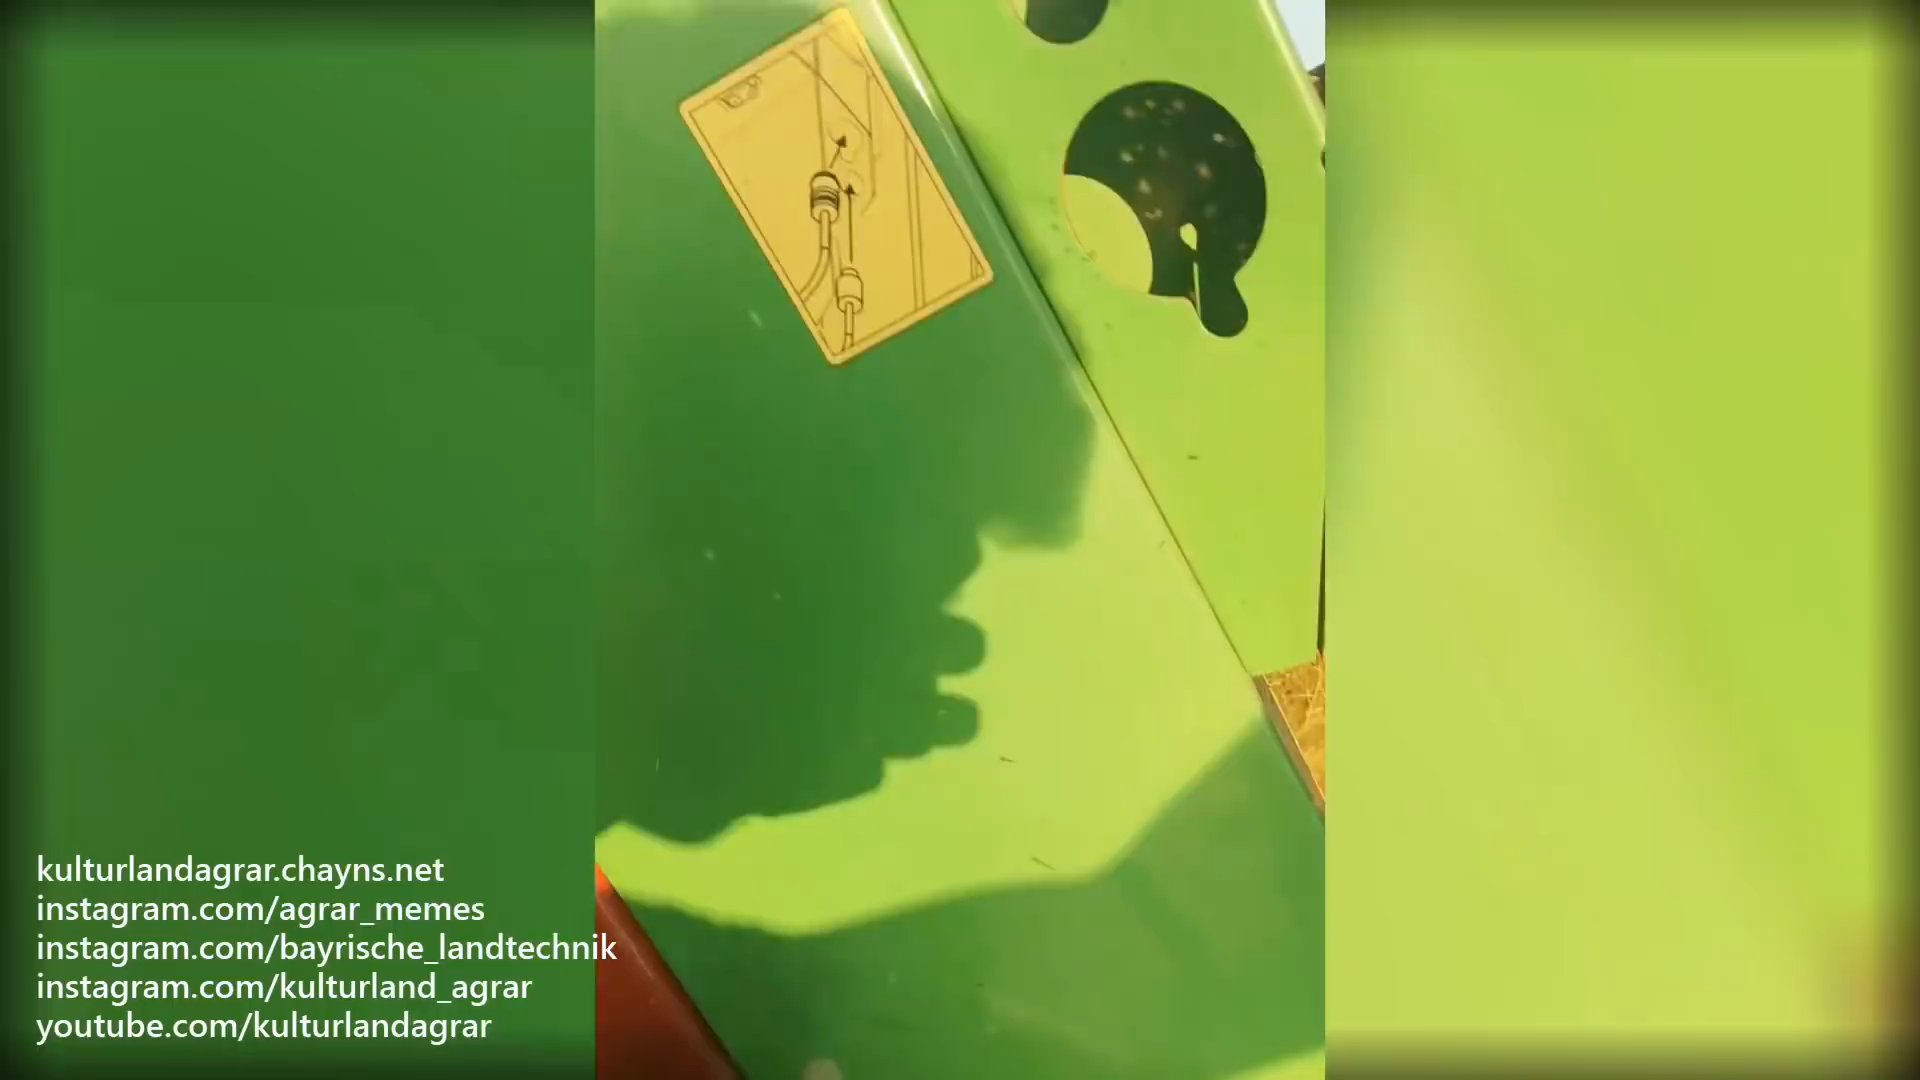 kulturlandagrar.chayns.net
instagram.com/agrar_memes
instagram.com/bayrische_landtechnik
instagram.com/kulturland_agrar
youtube.com/kulturlandagrar